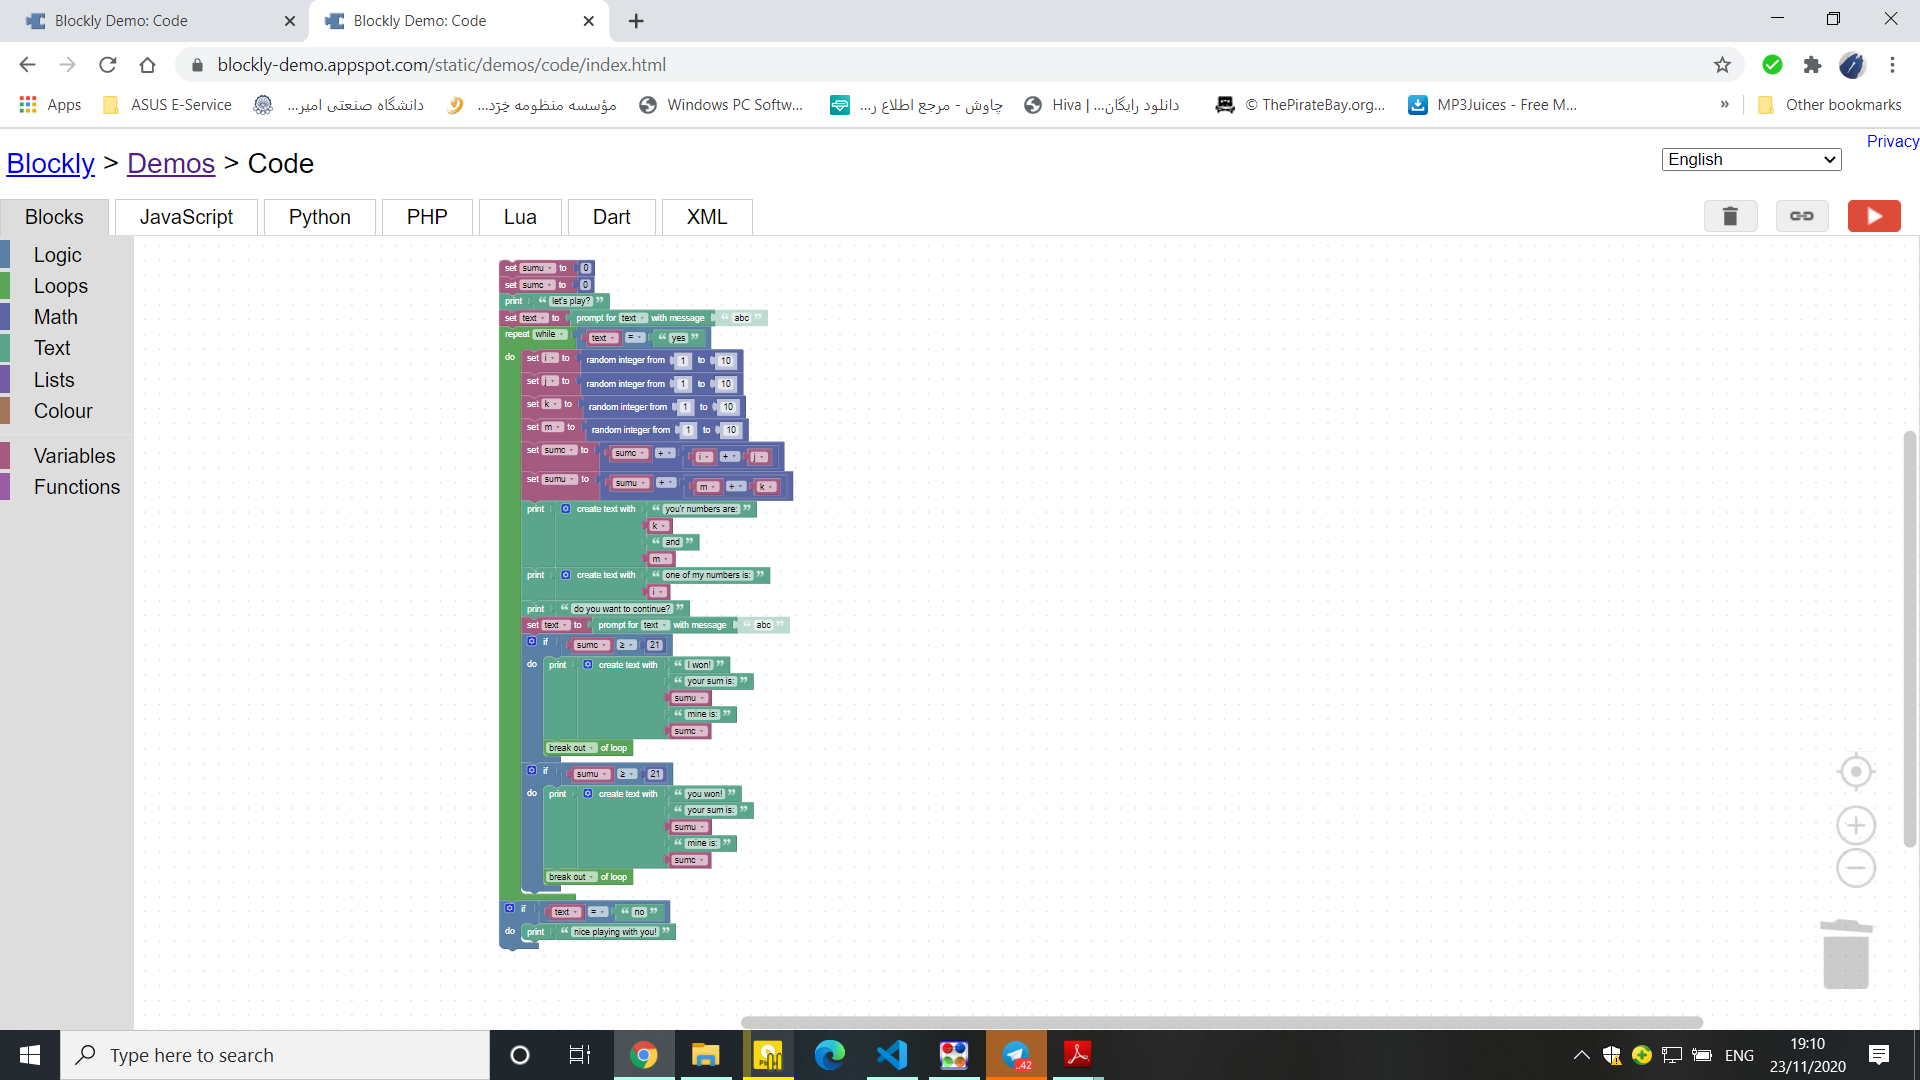 Blockly Demo: Code
Blockly Demo: Code
blockly-demo.appspot.com/static/demos/code/index.html
Apps
ASUS E-Service
دانشگاه صنعتی امیر...
مؤسسه منظومه خِرَد...
Windows PC Softw...
چاوش - مرجع اطلاع ر...
Hiva | دانلود رایگان...
© ThePirateBay.org...
MP3Juices - Free M...
»
Other bookmarks
Privacy
Blockly > Demos > Code
English
Blocks JavaScript Python PHP Lua Dart XML
Logic
Loops
Math
Text
Lists
Colour
Variables
Functions
set sumu to 0
set sumc to 0
print “ let's play? ”
set text to prompt for text with message “ abc ”
repeat while text = “ yes ”
do set i to random integer from 1 to 10
set j to random integer from 1 to 10
set k to random integer from 1 to 10
set m to random integer from 1 to 10
set sumc to sumc + i + j
set sumu to sumu + m + k
print create text with “ you'r numbers are: ”
k
“ and ”
m
print create text with “ one of my numbers is: ”
i
print “ do you want to continue? ”
set text to prompt for text with message “ abc ”
if sumc ≥ 21
do print create text with “ I won! ”
“ your sum is: ”
sumu
“ mine is: ”
sumc
break out of loop
if sumu ≥ 21
do print create text with “ you won! ”
“ your sum is: ”
sumu
“ mine is: ”
sumc
break out of loop
if text = “ no ”
do print “ nice playing with you! ”
Type here to search
..42
ENG
19:10
23/11/2020